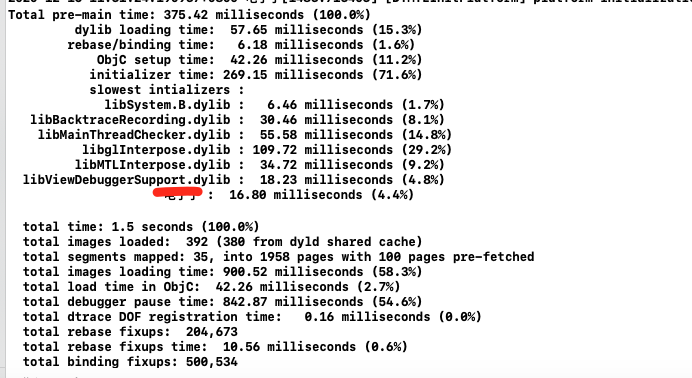 Total pre-main time: 375.42 milliseconds (100.0%)
dylib loading time:  57.65 milliseconds (15.3%)
rebase/binding time:   6.18 milliseconds (1.6%)
ObjC setup time:  42.26 milliseconds (11.2%)
initializer time: 269.15 milliseconds (71.6%)
slowest intializers :
libSystem.B.dylib :   6.46 milliseconds (1.7%)
libBacktraceRecording.dylib :  30.46 milliseconds (8.1%)
libMainThreadChecker.dylib :  55.58 milliseconds (14.8%)
libglInterpose.dylib : 109.72 milliseconds (29.2%)
libMTLInterpose.dylib :  34.72 milliseconds (9.2%)
libViewDebuggerSupport.dylib :  18.23 milliseconds (4.8%)
:  16.80 milliseconds (4.4%)
total time: 1.5 seconds (100.0%)
total images loaded:  392 (380 from dyld shared cache)
total segments mapped: 35, into 1958 pages with 100 pages pre-fetched
total images loading time: 900.52 milliseconds (58.3%)
total load time in ObjC:  42.26 milliseconds (2.7%)
total debugger pause time: 842.87 milliseconds (54.6%)
total dtrace DOF registration time:   0.16 milliseconds (0.0%)
total rebase fixups:  204,673
total rebase fixups time:  10.56 milliseconds (0.6%)
total binding fixups: 500,534